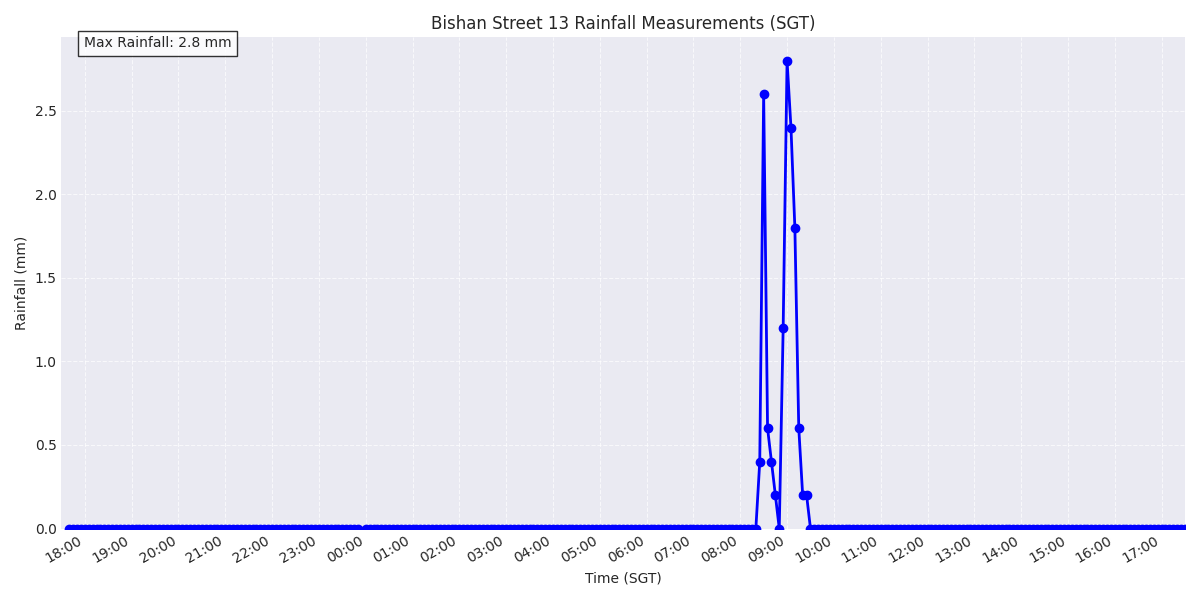 Bishan Street 13 Rainfall Measurements (SGT)
Max Rainfall: 2.8 mm
Rainfall (mm)
2.5
2.0
1.5
1.0
0.5
0.0
18:00 19:00 20:00 21:00 22:00 23:00 00:00 01:00 02:00 03:00 04:00 05:00 06:00 07:00 08:00 09:00 10:00 11:00 12:00 13:00 14:00 15:00 16:00 17:00
Time (SGT)